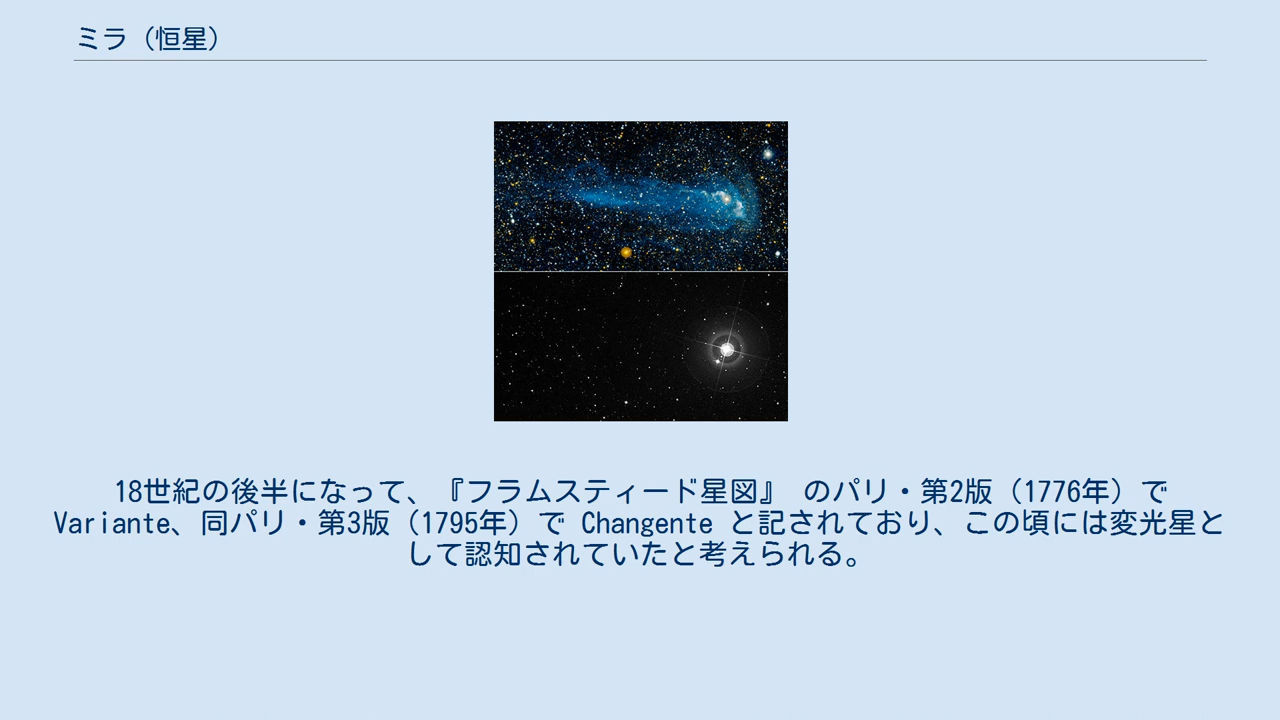 ミラ（恒星）
18世紀の後半になって、『フラムスティード星図』 のパリ・第2版（1776年）で
Variante、同パリ・第3版（1795年）で Changente と記されており、この頃には変光星と
して認知されていたと考えられる。